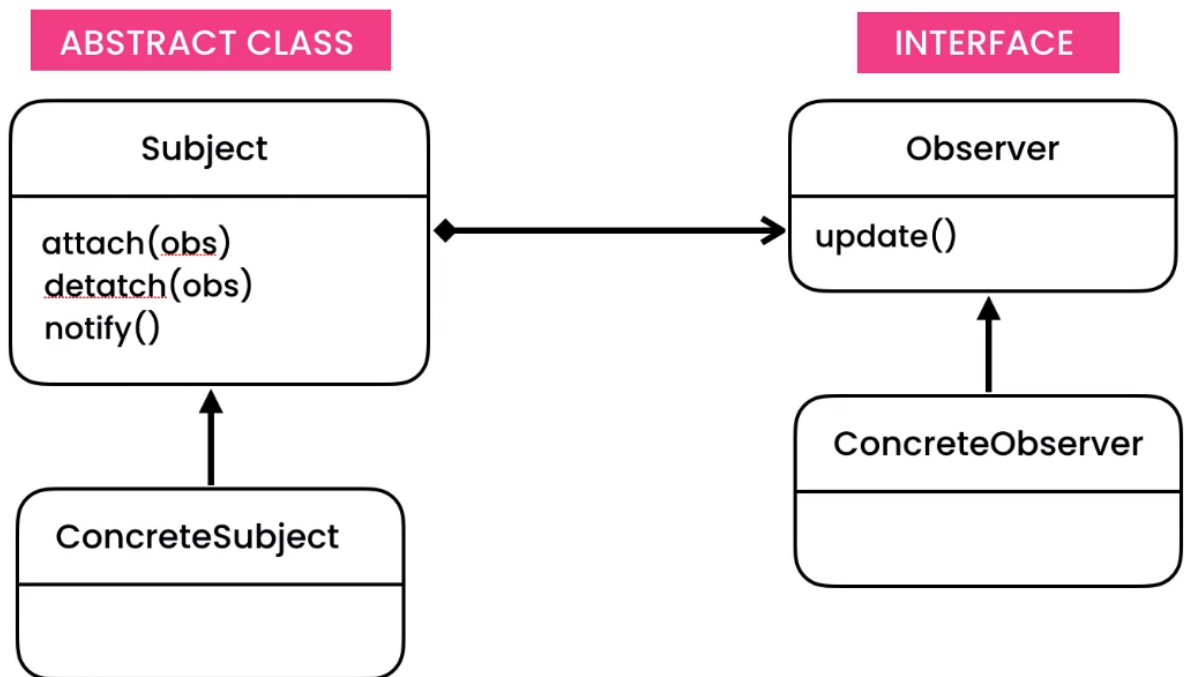 ABSTRACT CLASS
INTERFACE
Subject
attach(obs)
detatch(obs)
notify()
Observer
update()
ConcreteSubject
ConcreteObserver